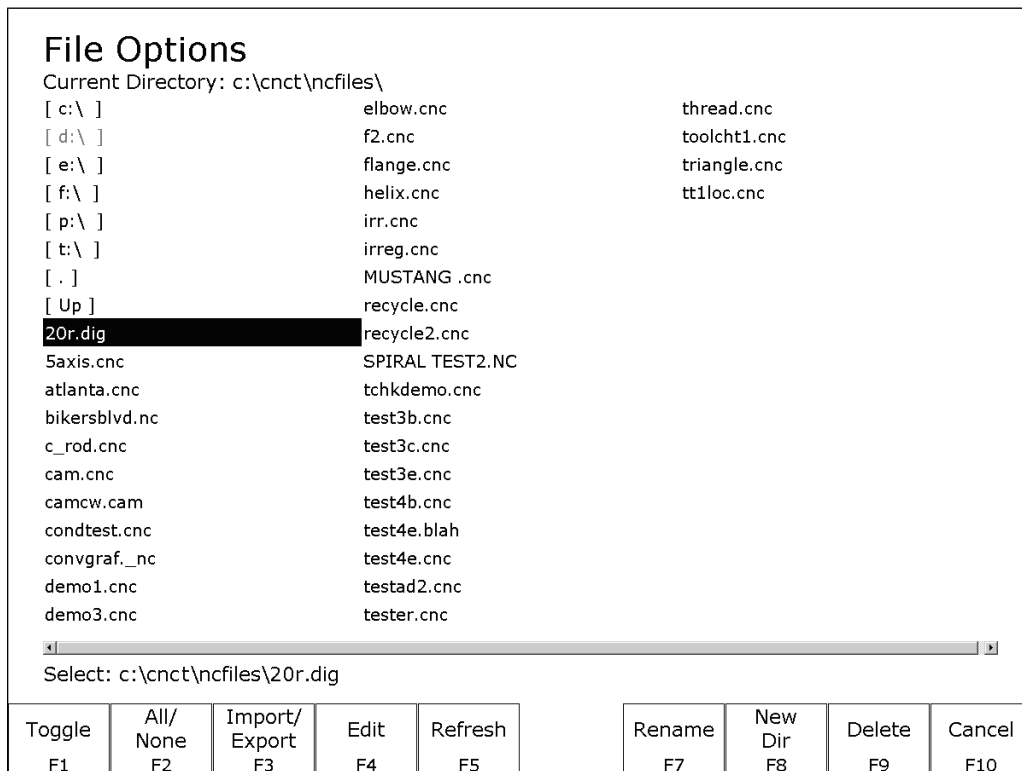 File Options
Current Directory: c:\cnct\ncfiles\
[ c:\ ]
[ d:\ ]
[ e:\ ]
[ f:\ ]
[ p:\ ]
[ t:\ ]
[ . ]
[ Up ]
20r.dig
5axis.cnc
atlanta.cnc
bikersblvd.nc
c_rod.cnc
cam.cnc
camcw.cam
condtest.cnc
convgraf._nc
demo1.cnc
demo3.cnc
elbow.cnc
f2.cnc
flange.cnc
helix.cnc
irr.cnc
irreg.cnc
MUSTANG .cnc
recycle.cnc
recycle2.cnc
SPIRAL TEST2.NC
tchkdemo.cnc
test3b.cnc
test3c.cnc
test3e.cnc
test4b.cnc
test4e.blah
test4e.cnc
testad2.cnc
tester.cnc
thread.cnc
toolcht1.cnc
triangle.cnc
tt1loc.cnc
Select: c:\cnct\ncfiles\20r.dig
Toggle
F1
All/
None
F2
Import/
Export
F3
Edit
F4
Refresh
F5
Rename
F7
New
Dir
F8
Delete
F9
Cancel
F10